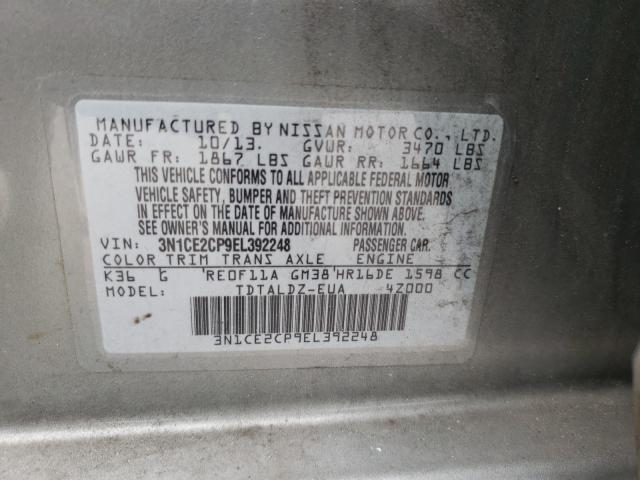 MANUFACTURED BY NISSAN MOTOR CO., LTD.
DATE: 10/13. GVWR: 3470 LBS
GAWR FR: 1867 LBS GAWR RR: 1664 LBS
THIS VEHICLE CONFORMS TO ALL APPLICABLE FEDERAL MOTOR
VEHICLE SAFETY, BUMPER AND THEFT PREVENTION STANDARDS
IN EFFECT ON THE DATE OF MANUFACTURE SHOWN ABOVE.
SEE OWNER'S MANUAL FOR ADDITIONAL INFORMATION.
VIN: 3N1CE2CP9EL392248 PASSENGER CAR.
COLOR TRIM TRANS AXLE ENGINE
K36 G RE0F11A GM38 HR16DE 1598 CC
MODEL: TDTALDZ-EUA 4Z000
3N1CE2CP9EL392248